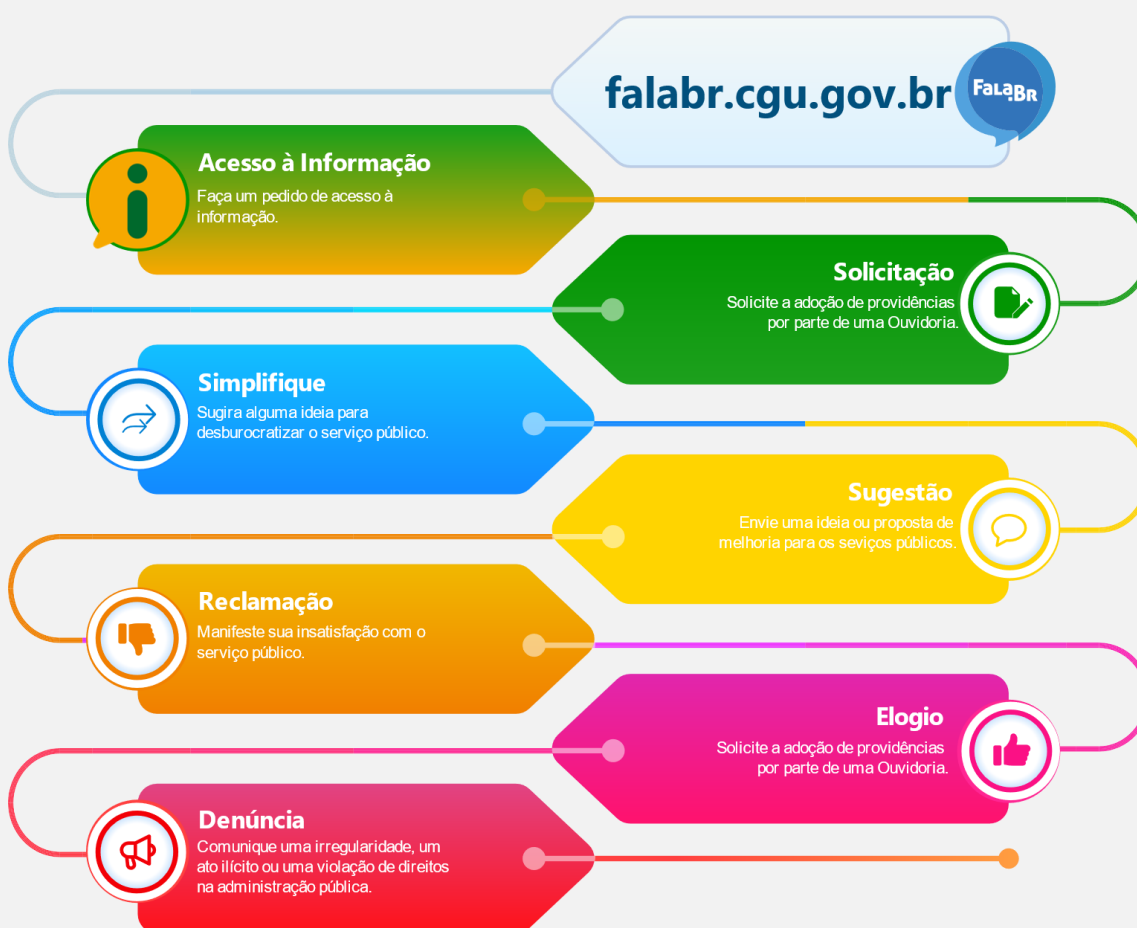 falabr.cgu.gov.br
FALA.BR
Acesso à Informação
Faça um pedido de acesso à
informação.
Solicitação
Solicite a adoção de providências
por parte de uma Ouvidoria.
Simplifique
Sugira alguma ideia para
desburocratizar o serviço público.
Sugestão
Envie uma ideia ou proposta de
melhoria para os seviços públicos.
Reclamação
Manifeste sua insatisfação com o
serviço público.
Elogio
Solicite a adoção de providências
por parte de uma Ouvidoria.
Denúncia
Comunique uma irregularidade, um
ato ilícito ou uma violação de direitos
na administração pública.